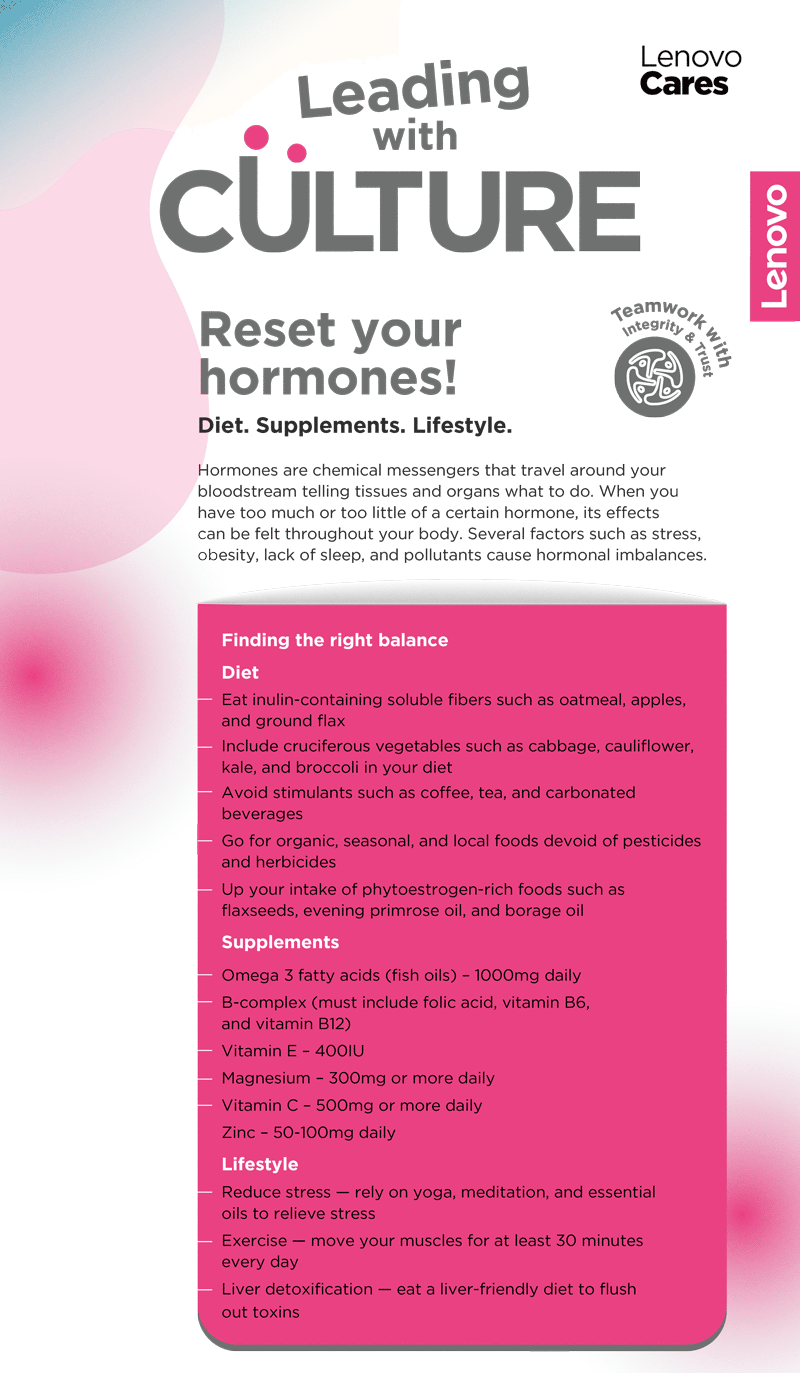 Lenovo
Cares
Leading
with
CÜLTURE
Lenovo
Reset your
hormones!
Teamwork with
Integrity & Trust
Diet. Supplements. Lifestyle.
Hormones are chemical messengers that travel around your
bloodstream telling tissues and organs what to do. When you
have too much or too little of a certain hormone, its effects
can be felt throughout your body. Several factors such as stress,
obesity, lack of sleep, and pollutants cause hormonal imbalances.
Finding the right balance
Diet
Eat inulin-containing soluble fibers such as oatmeal, apples,
and ground flax
Include cruciferous vegetables such as cabbage, cauliflower,
kale, and broccoli in your diet
Avoid stimulants such as coffee, tea, and carbonated
beverages
Go for organic, seasonal, and local foods devoid of pesticides
and herbicides
Up your intake of phytoestrogen-rich foods such as
flaxseeds, evening primrose oil, and borage oil
Supplements
Omega 3 fatty acids (fish oils) – 1000mg daily
B-complex (must include folic acid, vitamin B6,
and vitamin B12)
Vitamin E – 400IU
Magnesium – 300mg or more daily
Vitamin C – 500mg or more daily
Zinc – 50-100mg daily
Lifestyle
Reduce stress — rely on yoga, meditation, and essential
oils to relieve stress
Exercise — move your muscles for at least 30 minutes
every day
Liver detoxification — eat a liver-friendly diet to flush
out toxins